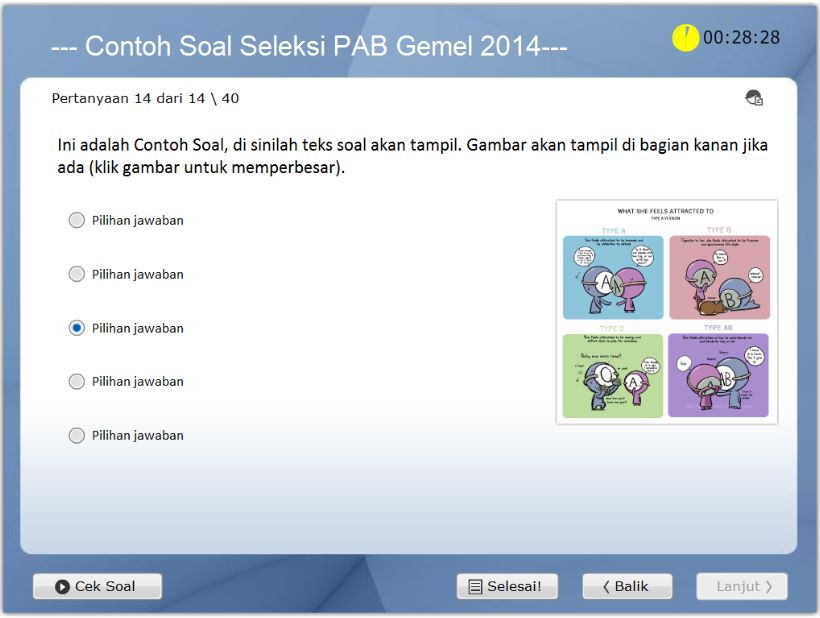 --- Contoh Soal Seleksi PAB Gemel 2014---
00:28:28
Pertanyaan 14 dari 14 \ 40
Ini adalah Contoh Soal, di sinilah teks soal akan tampil. Gambar akan tampil di bagian kanan jika
ada (klik gambar untuk memperbesar).
Pilihan jawaban
Pilihan jawaban
Pilihan jawaban
Pilihan jawaban
Pilihan jawaban
WHAT SHE FEELS ATTRACTED TO
TYPE A VERSION
TYPE A
TYPE B
A
A
A
B
TYPE O
TYPE AB
O
A
A
AB
Cek Soal
Selesai!
Balik
Lanjut